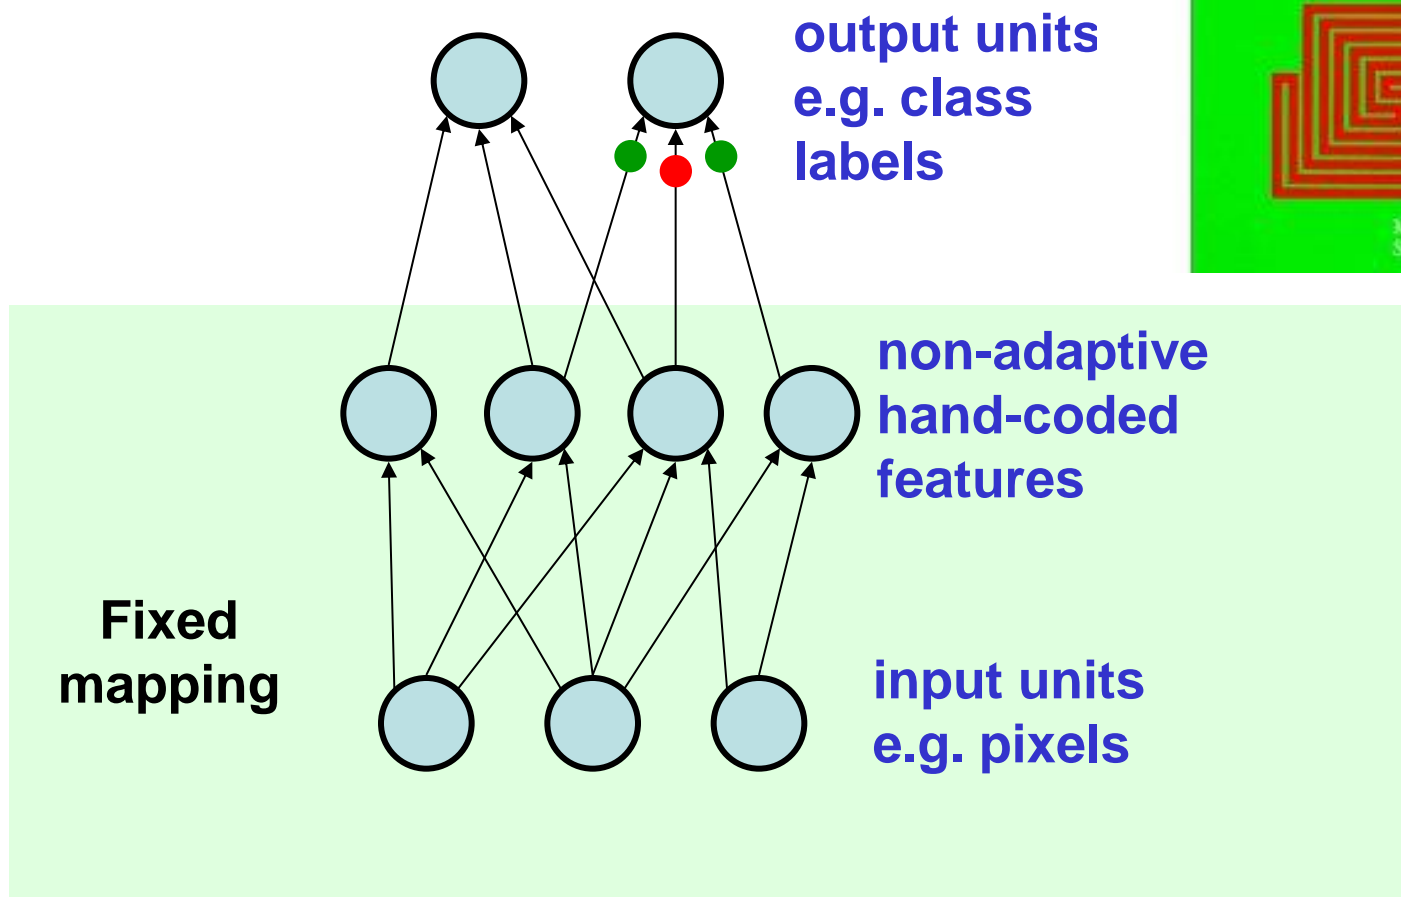 output units
e.g. class
labels
non-adaptive
hand-coded
features
Fixed
mapping
input units
e.g. pixels